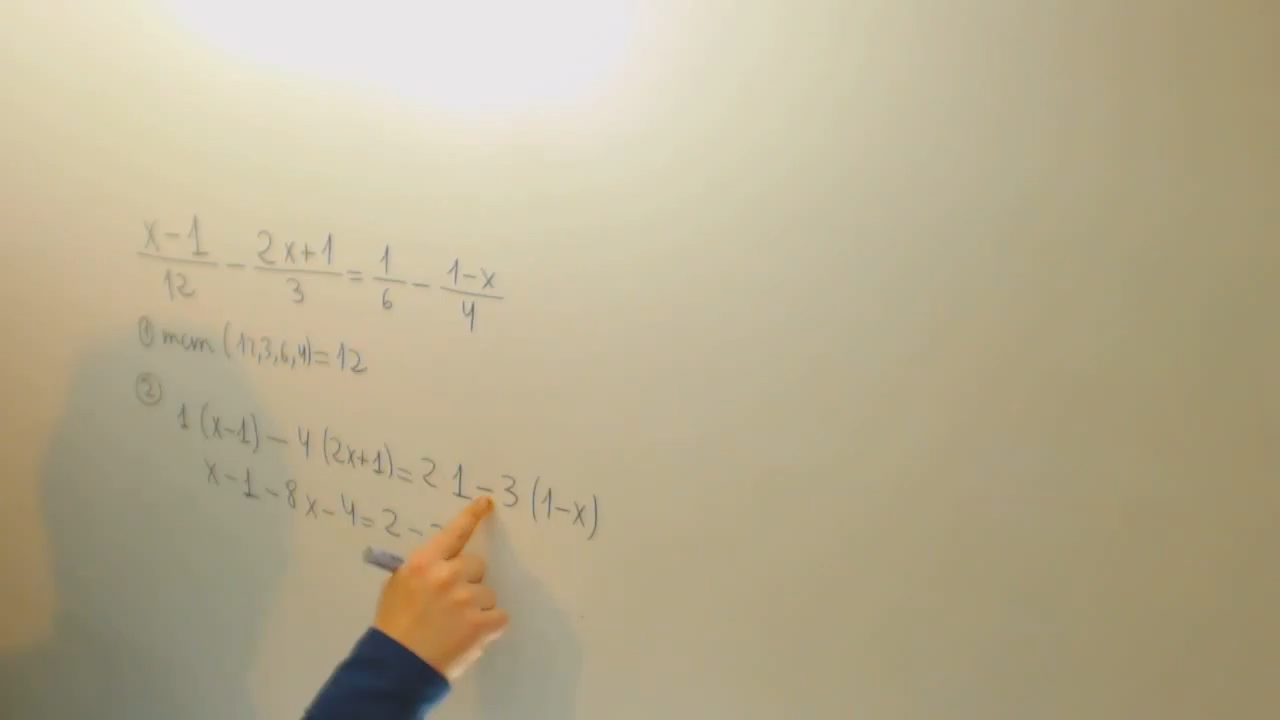 x-1/12 - 2x+1/3 = 1/6 - 1-x/4
① mcm (12,3,6,4)=12
②
1(x-1)-4(2x+1)=2 1-3(1-x)
x-1-8x-4=2-